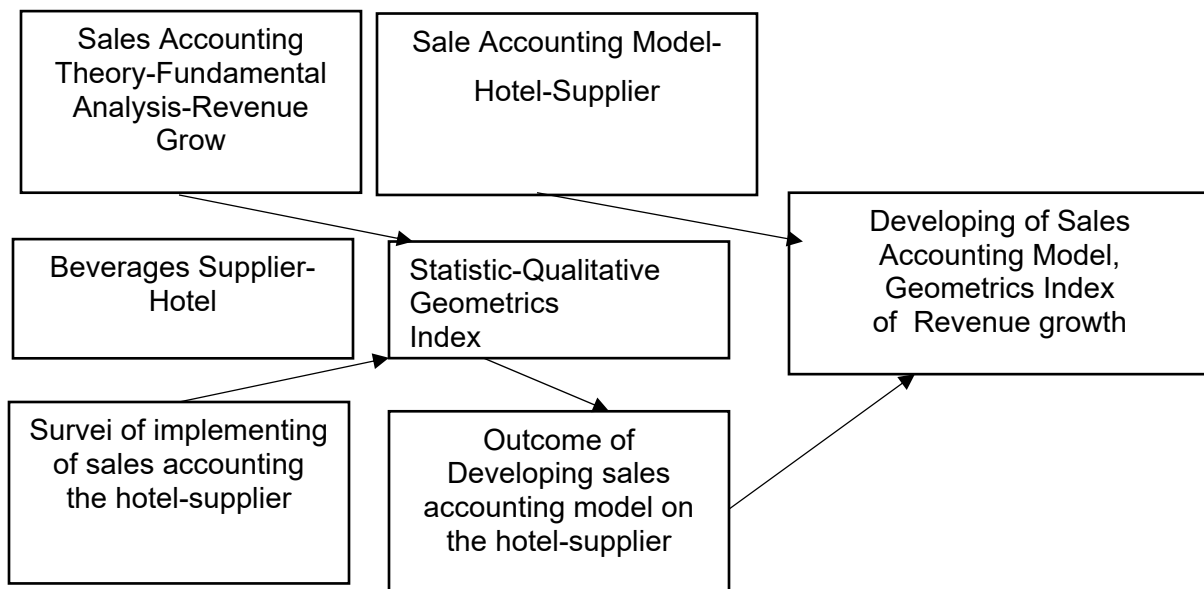 Sales Accounting
Theory-Fundamental
Analysis-Revenue
Grow
Sale Accounting Model-
Hotel-Supplier
Developing of Sales
Accounting Model,
Geometrics Index
of Revenue growth
Beverages Supplier-
Hotel
Statistic-Qualitative
Geometrics
Index
Survei of implementing
of sales accounting
the hotel-supplier
Outcome of
Developing sales
accounting model on
the hotel-supplier